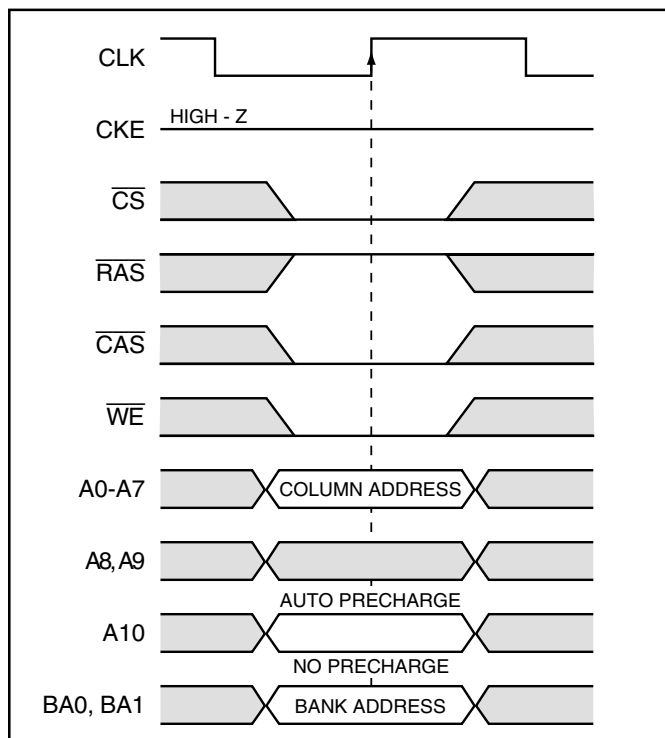 CLK
CKE HIGH - Z
CS
RAS
CAS
WE
A0-A7 COLUMN ADDRESS
A8, A9
AUTO PRECHARGE
A10
NO PRECHARGE
BA0, BA1 BANK ADDRESS